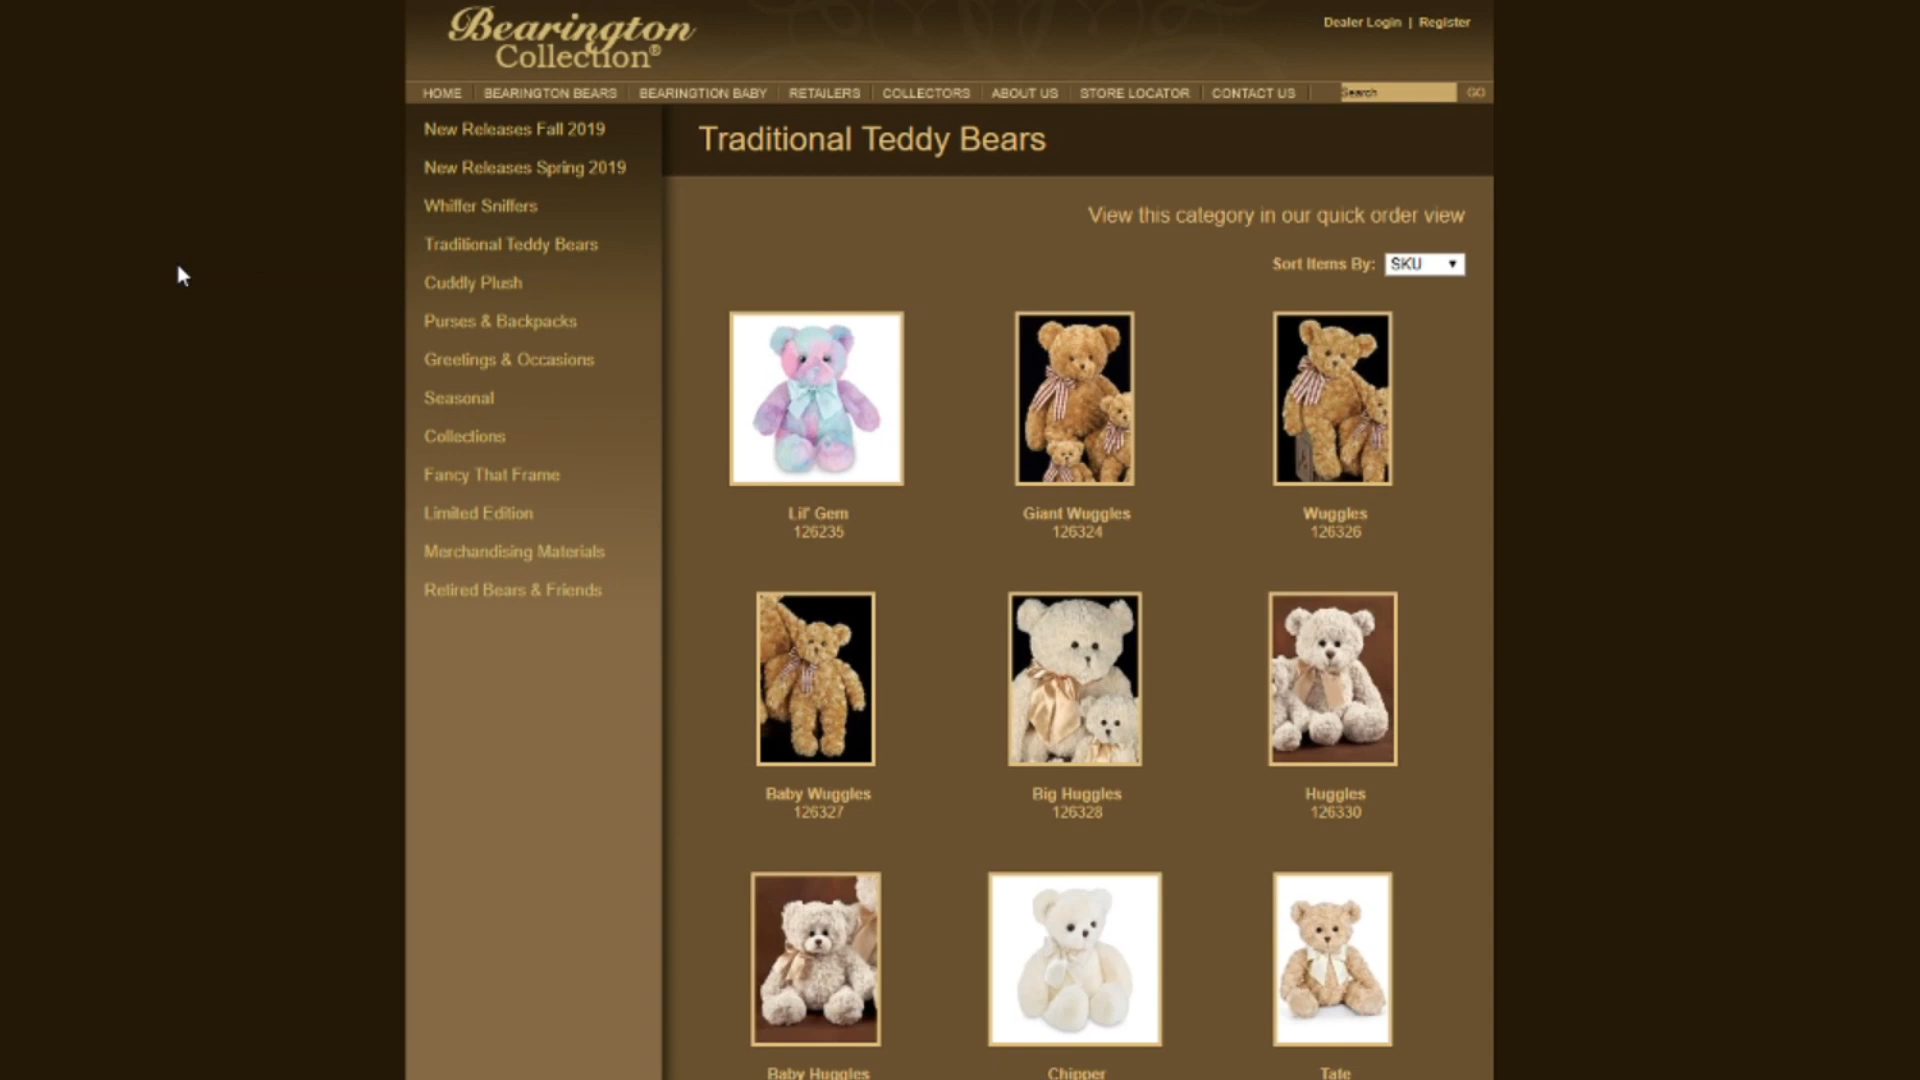 Bearington
Collection®
Dealer Login | Register
HOME BEARINGTON BEARS BEARINGTION BABY RETAILERS COLLECTORS ABOUT US STORE LOCATOR CONTACT US Search GO
New Releases Fall 2019
New Releases Spring 2019
Whiffer Sniffers
Traditional Teddy Bears
Cuddly Plush
Purses & Backpacks
Greetings & Occasions
Seasonal
Collections
Fancy That Frame
Limited Edition
Merchandising Materials
Retired Bears & Friends
Traditional Teddy Bears
View this category in our quick order view
Sort Items By: SKU
Lil' Gem
126235
Giant Wuggles
126324
Wuggles
126326
Baby Wuggles
126327
Big Huggles
126328
Huggles
126330
Baby Huggles
Chipper
Tate